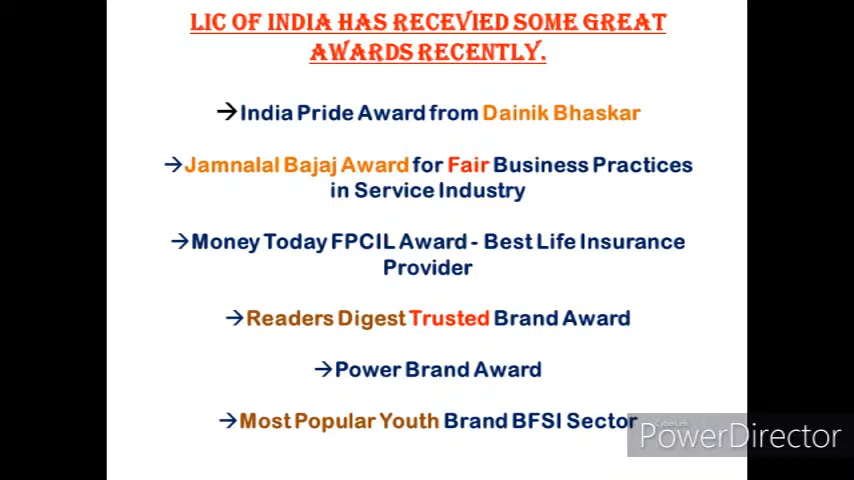 LIC OF INDIA HAS RECEVIED SOME GREAT
AWARDS RECENTLY.
→India Pride Award from Dainik Bhaskar
→Jamnalal Bajaj Award for Fair Business Practices
in Service Industry
→Money Today FPCIL Award - Best Life Insurance
Provider
→Readers Digest Trusted Brand Award
→Power Brand Award
→Most Popular Youth Brand BFSI Sector
CyberLink
PowerDirector